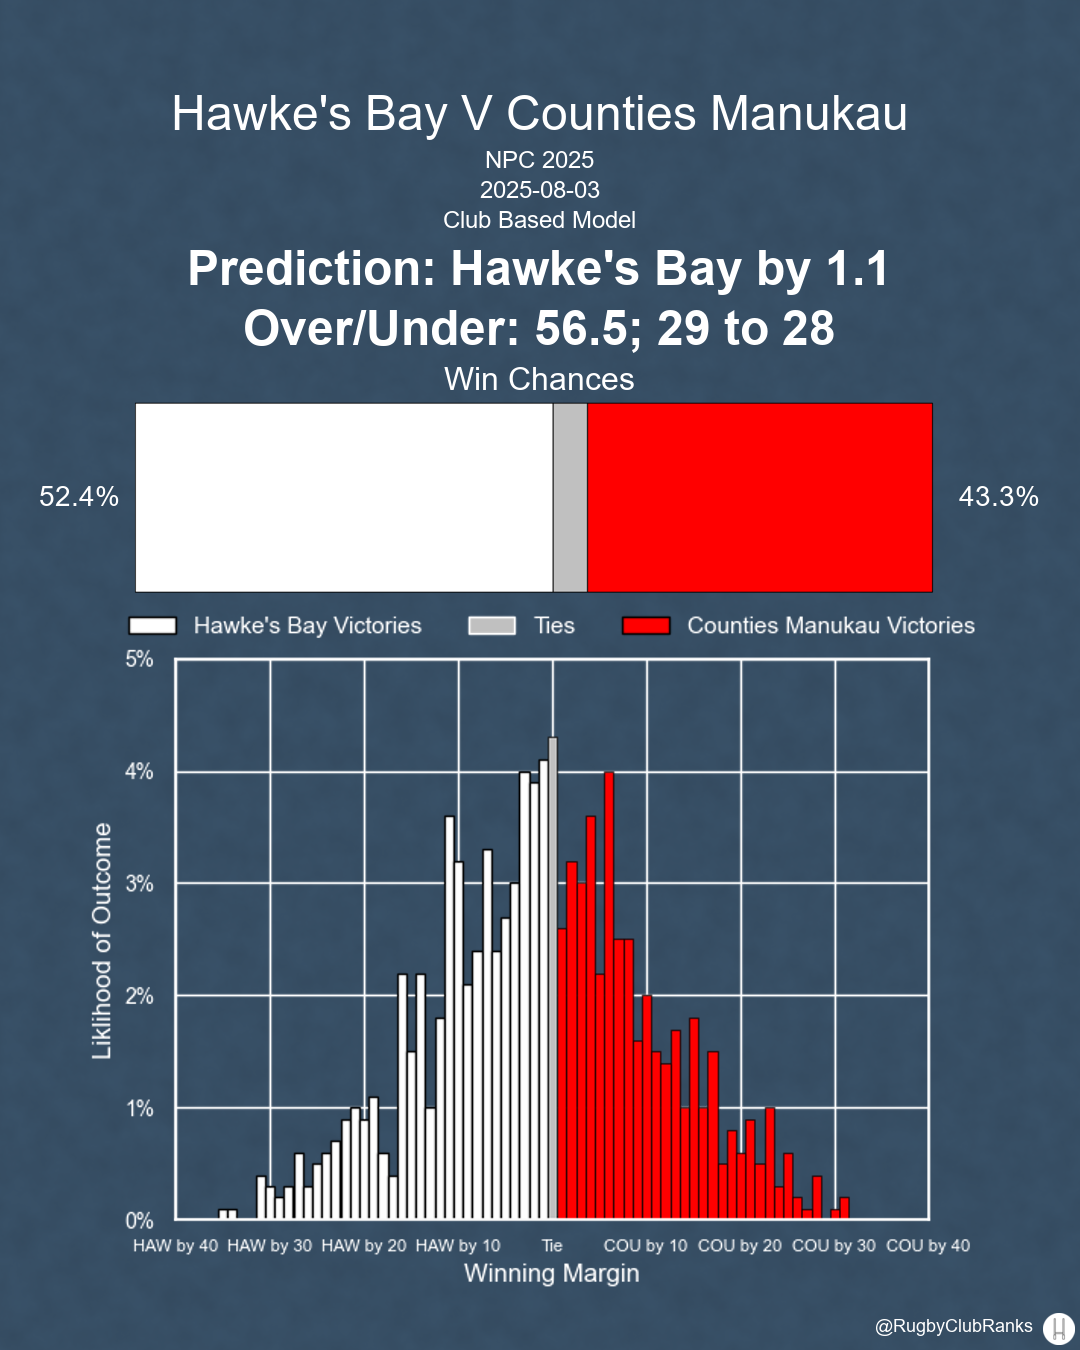 Hawke's Bay V Counties Manukau
NPC 2025
2025-08-03
Club Based Model
Prediction: Hawke's Bay by 1.1
Over/Under: 56.5; 29 to 28
Win Chances
52.4%
43.3%
Hawke's Bay Victories
Ties
Counties Manukau Victories
5%
4%
3%
2%
1%
0%
Liklihood of Outcome
HAW by 40
HAW by 30
HAW by 20
HAW by 10
Tie
COU by 10
COU by 20
COU by 30
COU by 40
Winning Margin
@RugbyClubRanks